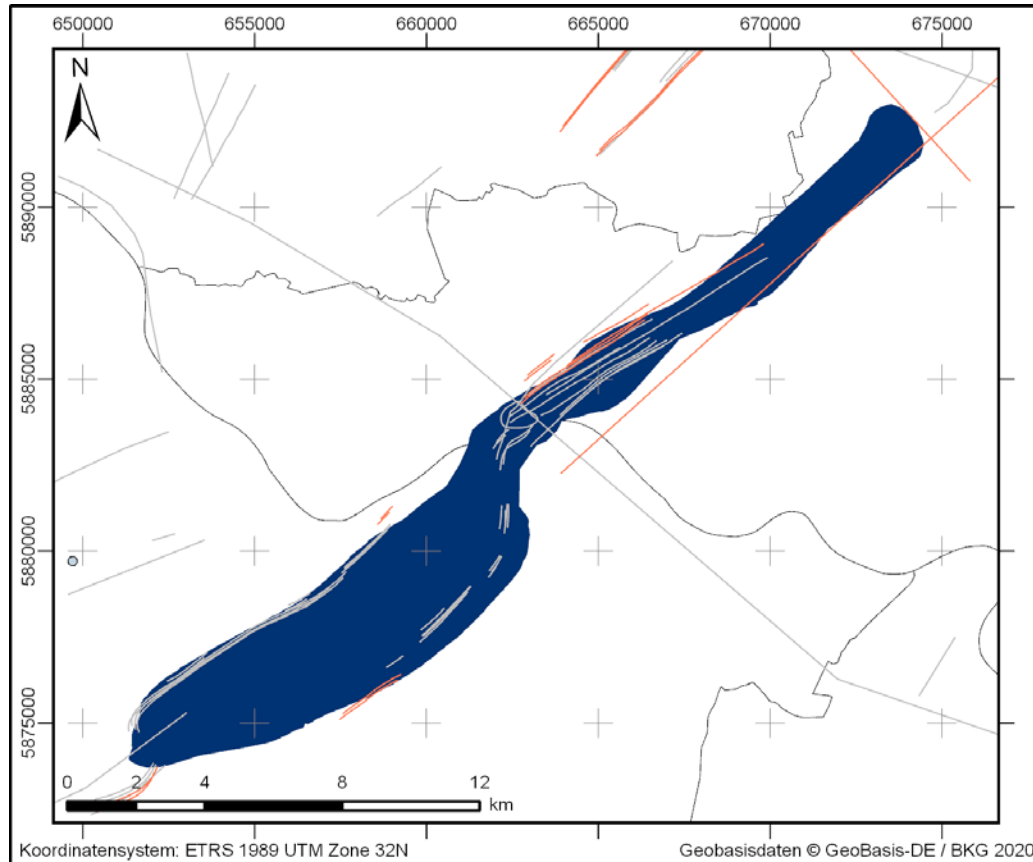 650000 655000 660000 665000 670000 675000
N
5890000
5885000
5880000
5875000
0 2 4 8 12
km
Koordinatensystem: ETRS 1989 UTM Zone 32N
Geobasisdaten © GeoBasis-DE / BKG 2020